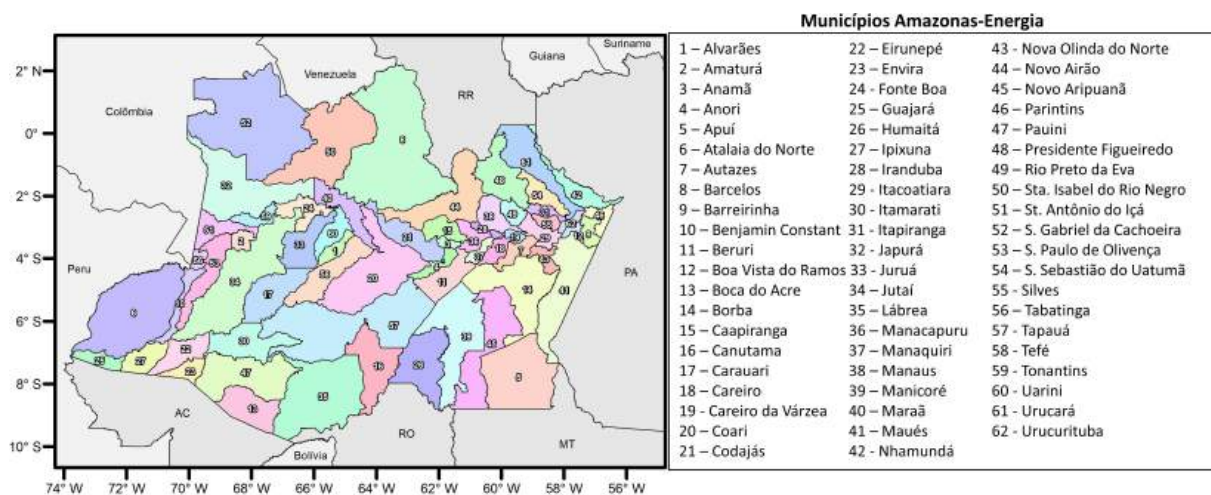 Municípios Amazonas-Energia
1 – Alvarães
2 – Amaturá
3 – Anamã
4 – Anori
5 – Apuí
6 – Atalaia do Norte
7 – Autazes
8 – Barcelos
9 – Barreirinha
10 – Benjamin Constant
11 – Beruri
12 – Boa Vista do Ramos
13 – Boca do Acre
14 – Borba
15 – Caapiranga
16 – Canutama
17 – Carauari
18 – Careiro
19 - Careiro da Várzea
20 – Coari
21 – Codajás
22 – Eirunepé
23 – Envira
24 - Fonte Boa
25 – Guajará
26 – Humaitá
27 – Ipixuna
28 – Iranduba
29 - Itacoatiara
30 – Itamarati
31 – Itapiranga
32 – Japurá
33 – Juruá
34 – Jutaí
35 – Lábrea
36 – Manacapuru
37 – Manaquiri
38 – Manaus
39 – Manicoré
40 – Maraã
41 – Maués
42 - Nhamundá
43 - Nova Olinda do Norte
44 – Novo Airão
45 – Novo Aripuanã
46 – Parintins
47 – Pauini
48 – Presidente Figueiredo
49 – Rio Preto da Eva
50 – Sta. Isabel do Rio Negro
51 – St. Antônio do Içá
52 – S. Gabriel da Cachoeira
53 – S. Paulo de Olivença
54 – S. Sebastião do Uatumã
55 – Silves
56 – Tabatinga
57 – Tapauá
58 – Tefé
59 – Tonantins
60 – Uarini
61 – Urucará
62 - Urucurituba
Suriname
Guiana
Venezuela
Colômbia
RR
Peru
PA
AC
RO
MT
Bolívia
2° N
0°
2° S
4° S
6° S
8° S
10° S
74° W 72° W 70° W 68° W 66° W 64° W 62° W 60° W 58° W 56° W